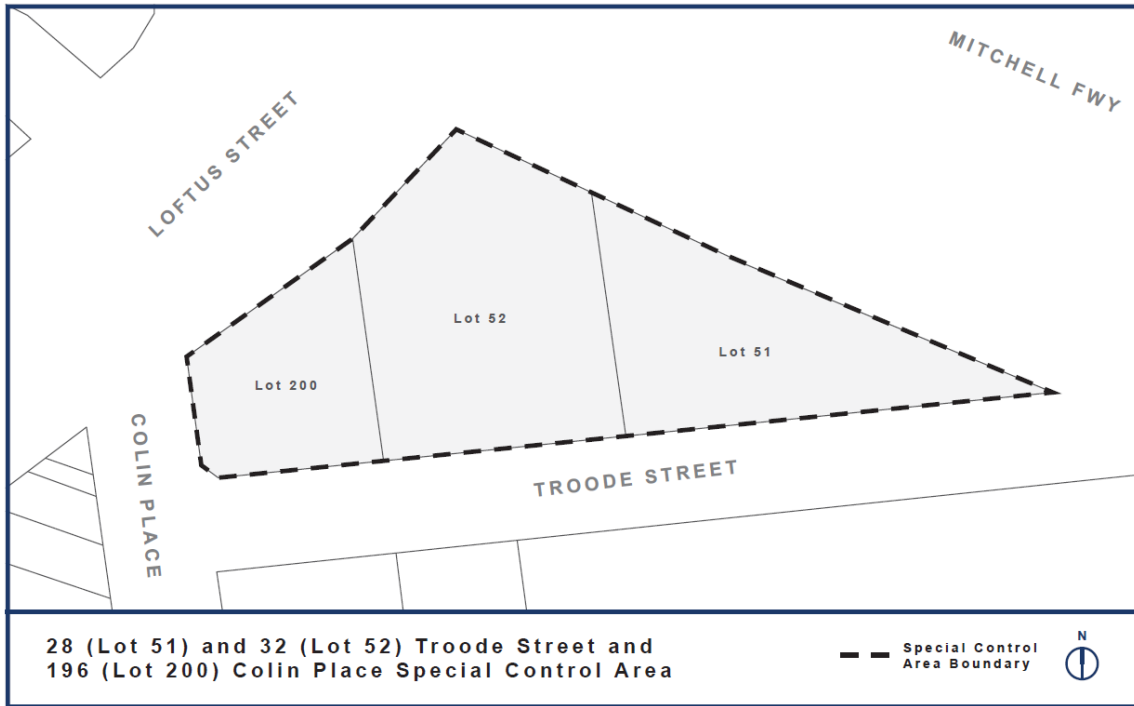 MITCHELL FWY
LOFTUS STREET
Lot 52
Lot 51
Lot 200
COLIN PLACE
TROODE STREET
28 (Lot 51) and 32 (Lot 52) Troode Street and
196 (Lot 200) Colin Place Special Control Area
Special Control
Area Boundary
N